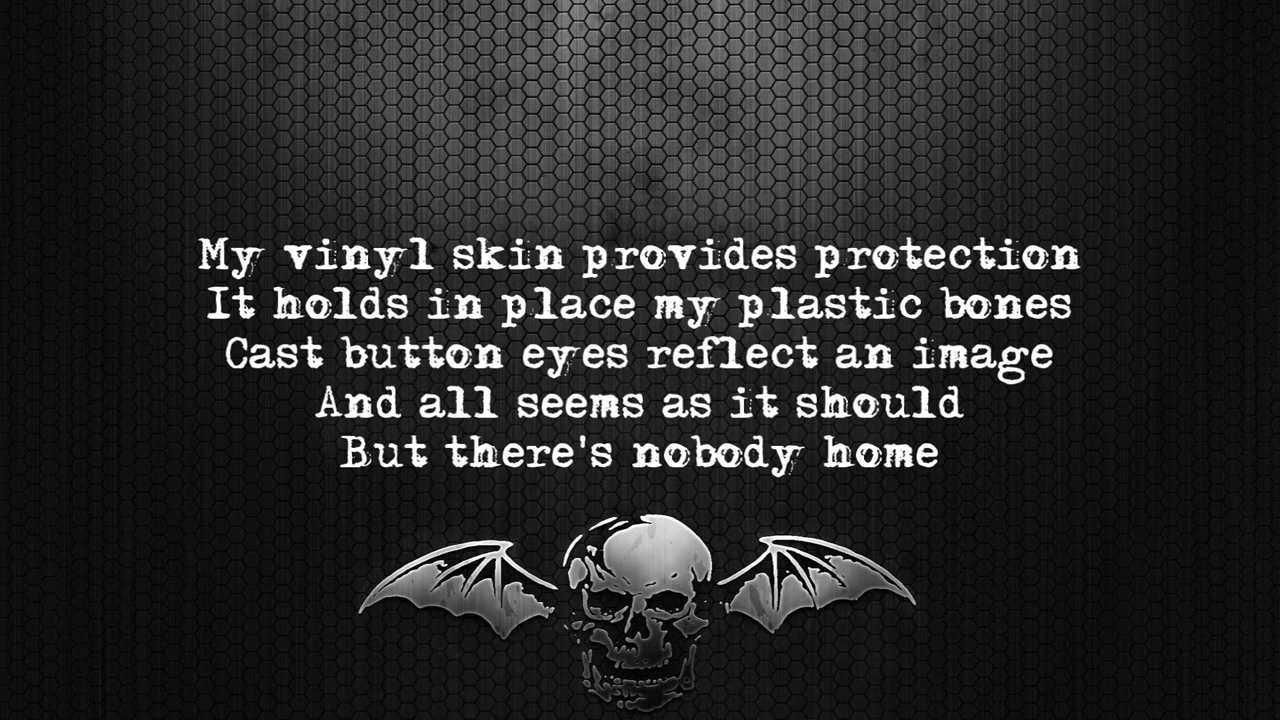 My vinyl skin provides protection
It holds in place my plastic bones
Cast button eyes reflect an image
And all seems as it should
But there's nobody home